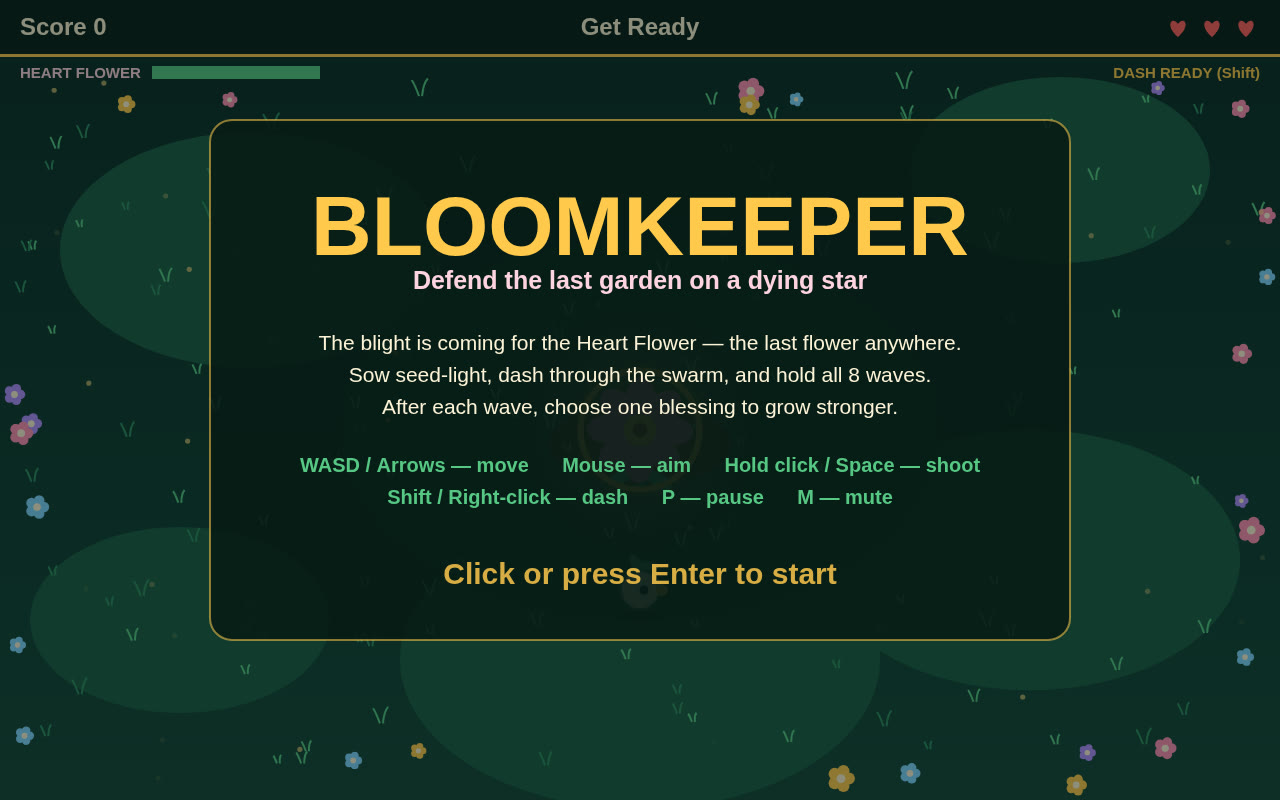 Score 0
Get Ready
HEART FLOWER
DASH READY (Shift)
BLOOMKEEPER
Defend the last garden on a dying star
The blight is coming for the Heart Flower — the last flower anywhere.
Sow seed-light, dash through the swarm, and hold all 8 waves.
After each wave, choose one blessing to grow stronger.
WASD / Arrows — move Mouse — aim Hold click / Space — shoot
Shift / Right-click — dash P — pause M — mute
Click or press Enter to start